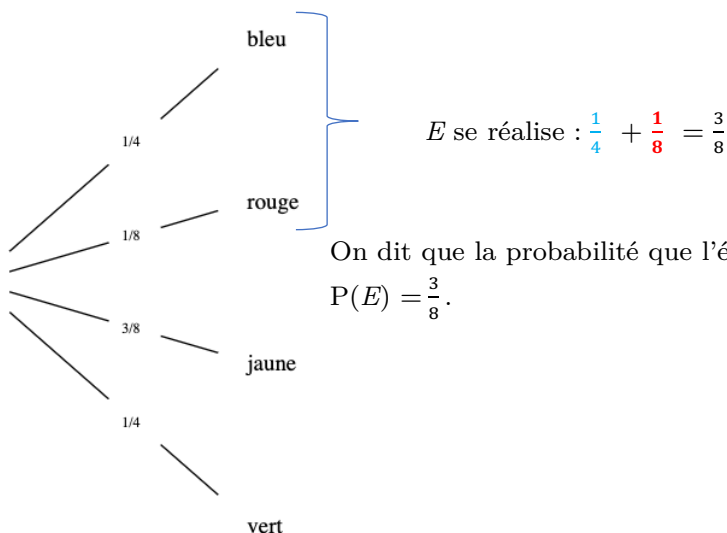 bleu
1/4
E se réalise : 1/4 + 1/8 = 3/8
rouge
1/8
On dit que la probabilité que l'é
P(E) = 3/8.
3/8
jaune
1/4
vert